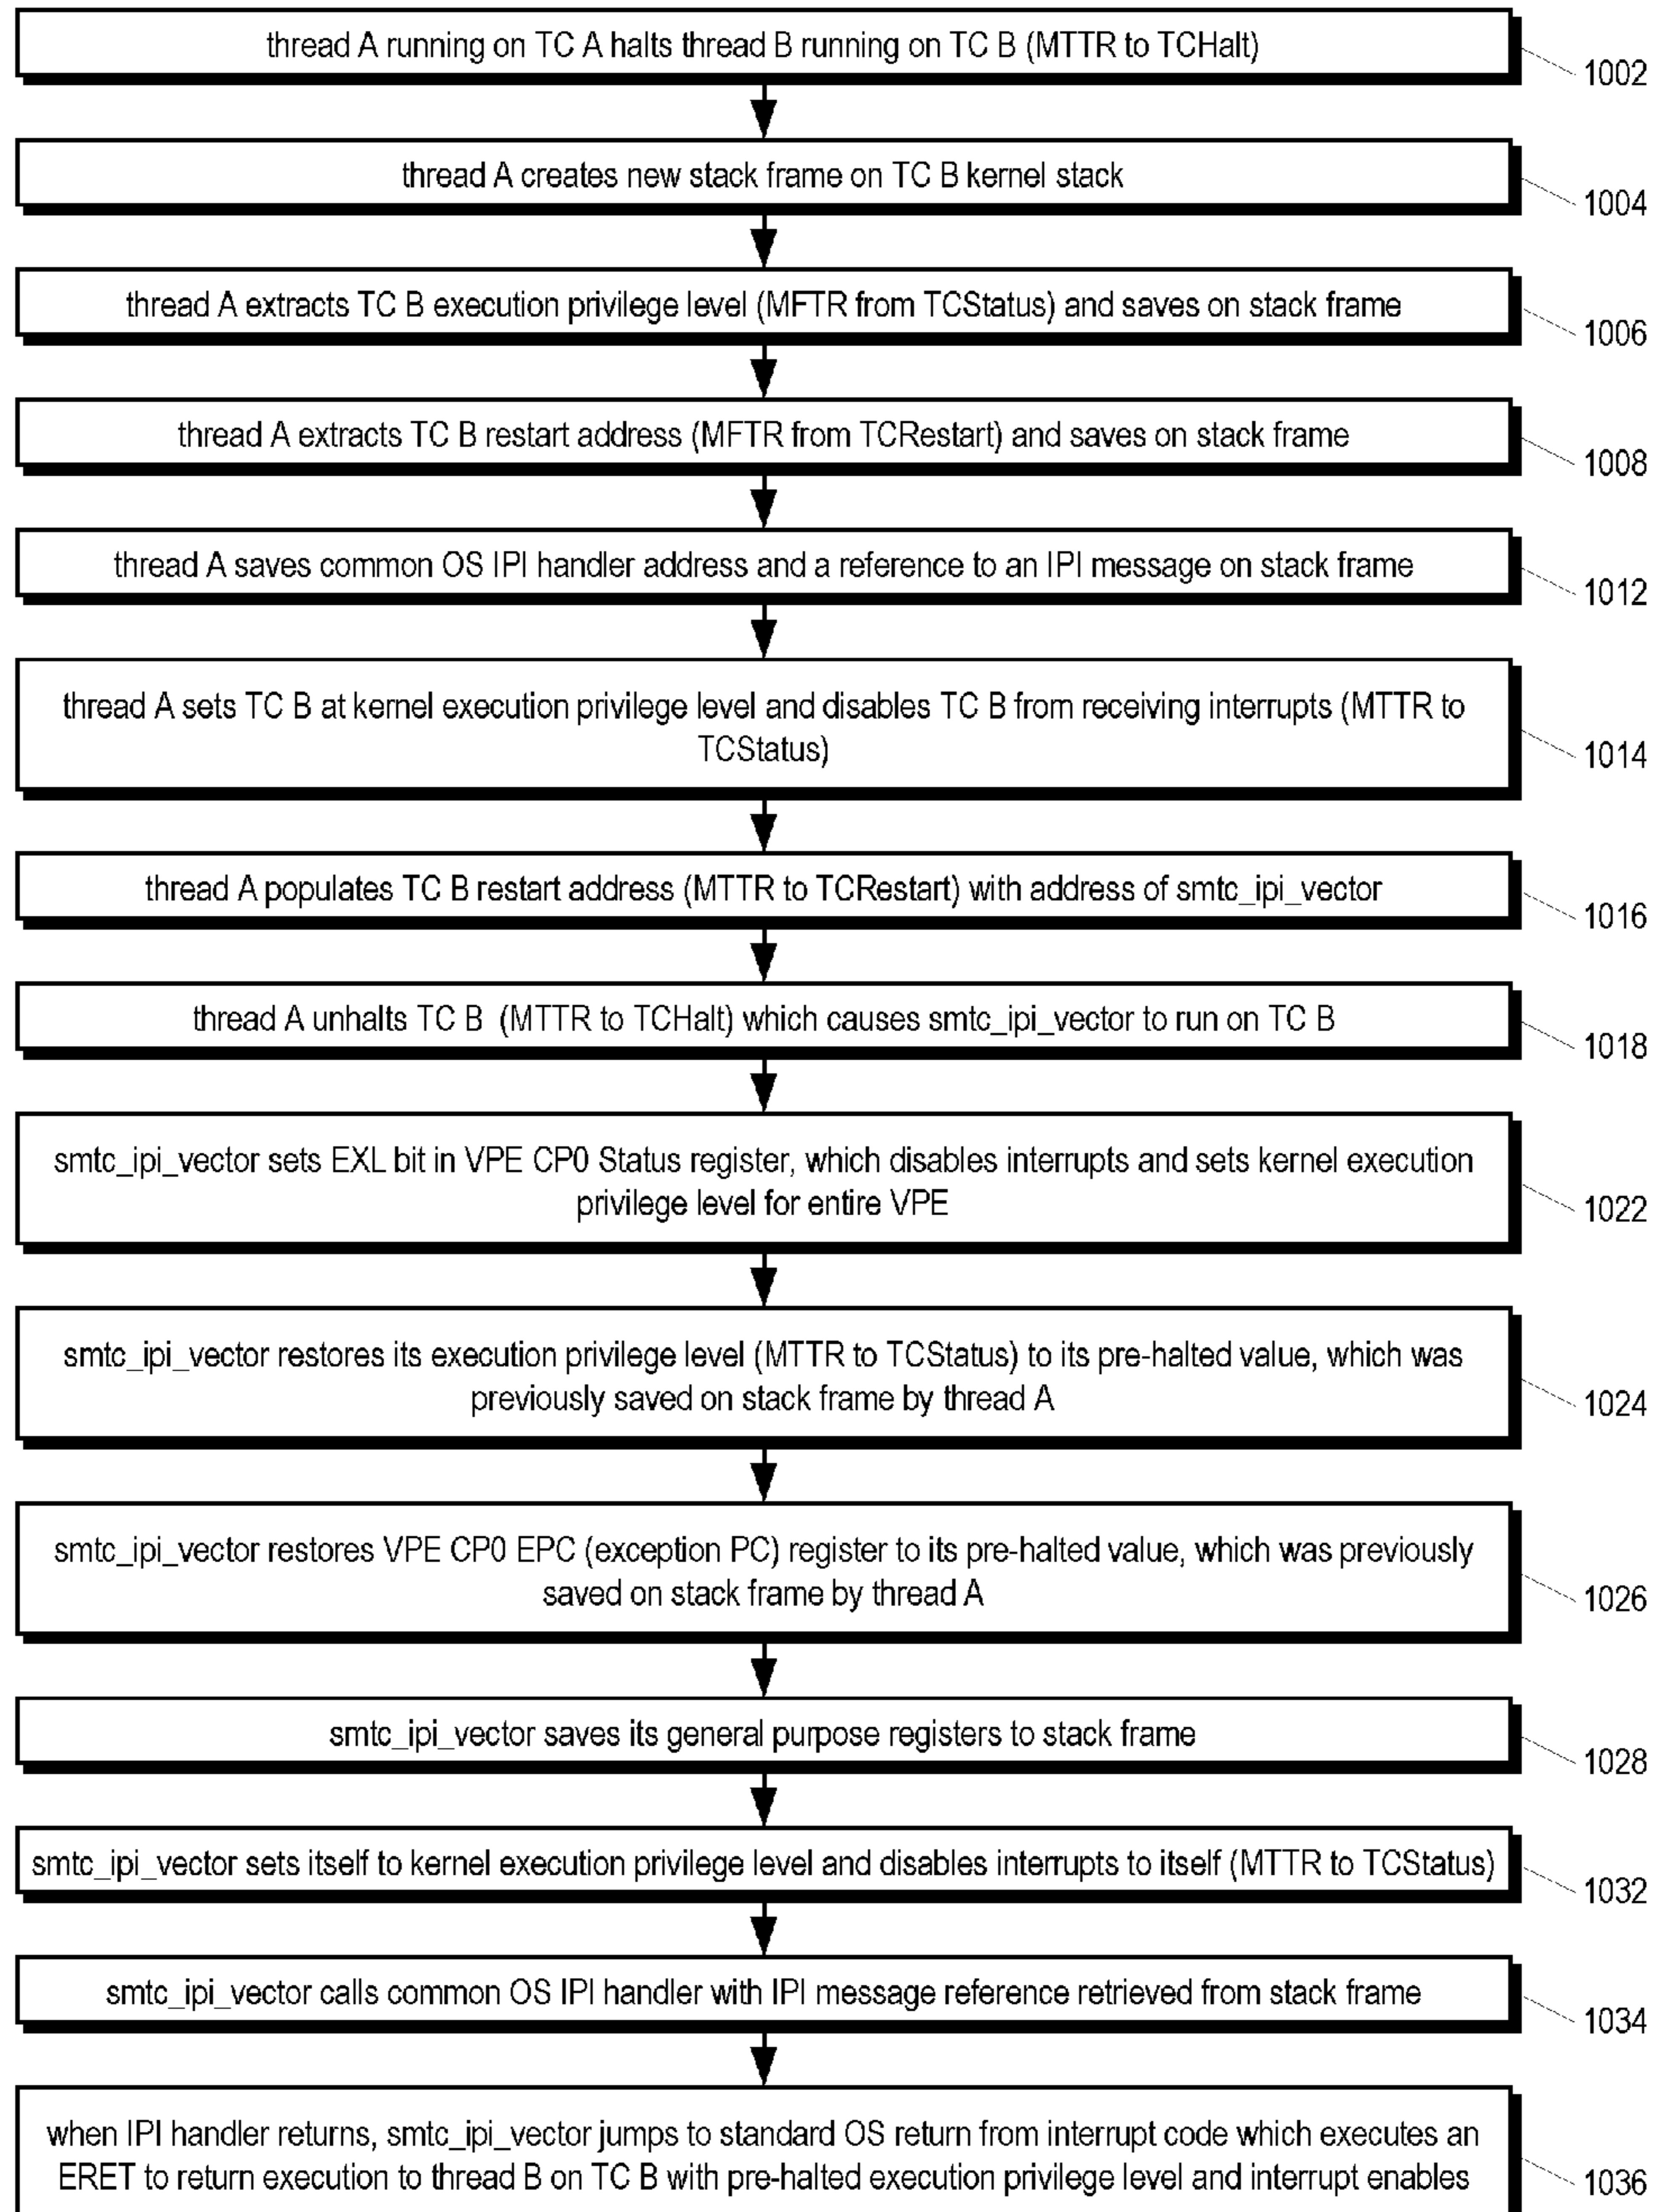 thread A running on TC A halts thread B running on TC B (MTTR to TCHalt)
1002
thread A creates new stack frame on TC B kernel stack
1004
thread A extracts TC B execution privilege level (MFTR from TCStatus) and saves on stack frame
1006
thread A extracts TC B restart address (MFTR from TCRestart) and saves on stack frame
1008
thread A saves common OS IPI handler address and a reference to an IPI message on stack frame
1012
thread A sets TC B at kernel execution privilege level and disables TC B from receiving interrupts (MTTR to
TCStatus)
1014
thread A populates TC B restart address (MTTR to TCRestart) with address of smtc_ipi_vector
1016
thread A unhalts TC B (MTTR to TCHalt) which causes smtc_ipi_vector to run on TC B
1018
smtc_ipi_vector sets EXL bit in VPE CP0 Status register, which disables interrupts and sets kernel execution
privilege level for entire VPE
1022
smtc_ipi_vector restores its execution privilege level (MTTR to TCStatus) to its pre-halted value, which was
previously saved on stack frame by thread A
1024
smtc_ipi_vector restores VPE CP0 EPC (exception PC) register to its pre-halted value, which was previously
saved on stack frame by thread A
1026
smtc_ipi_vector saves its general purpose registers to stack frame
1028
smtc_ipi_vector sets itself to kernel execution privilege level and disables interrupts to itself (MTTR to TCStatus)
1032
smtc_ipi_vector calls common OS IPI handler with IPI message reference retrieved from stack frame
1034
when IPI handler returns, smtc_ipi_vector jumps to standard OS return from interrupt code which executes an
ERET to return execution to thread B on TC B with pre-halted execution privilege level and interrupt enables
1036